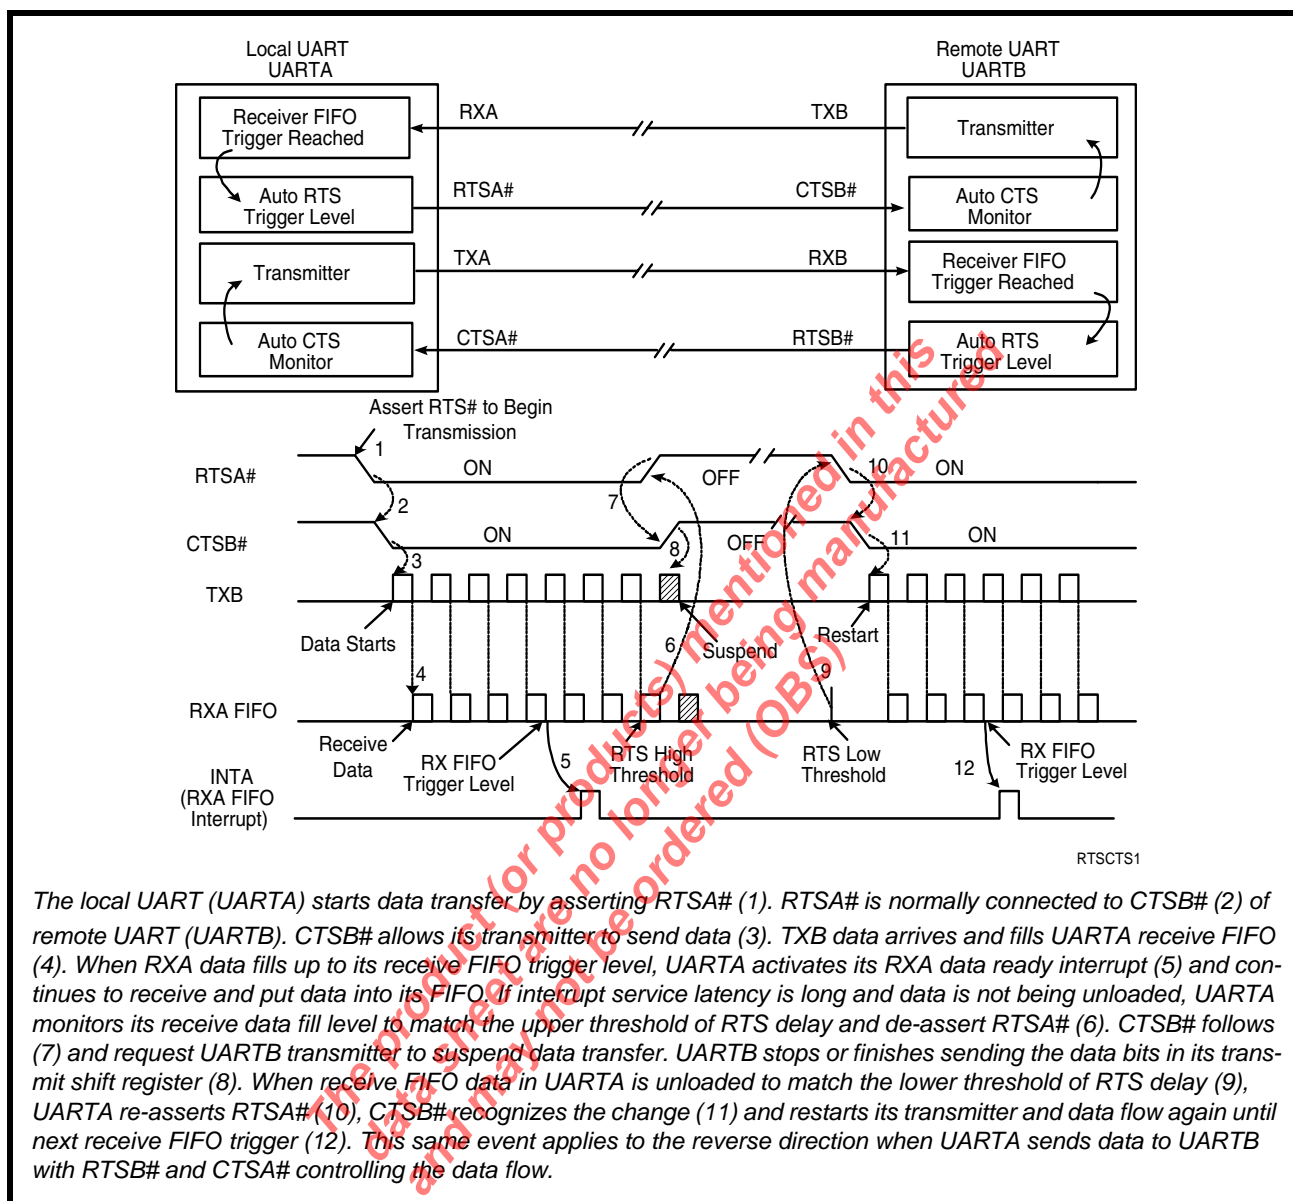 Local UART
UARTA
Remote UART
UARTB
Receiver FIFO
Trigger Reached
RXA
TXB
Transmitter
Auto RTS
Trigger Level
RTSA#
CTSB#
Auto CTS
Monitor
Transmitter
TXA
RXB
Receiver FIFO
Trigger Reached
Auto CTS
Monitor
CTSA#
RTSB#
Auto RTS
Trigger Level
Assert RTS# to Begin
Transmission
1
RTSA#
ON
OFF
10
ON
2
7
CTSB#
ON
8
OFF
11
ON
3
TXB
Data Starts
6
Suspend
Restart
4
9
RXA FIFO
Receive
Data
RX FIFO
Trigger Level
5
RTS High
Threshold
RTS Low
Threshold
12
RX FIFO
Trigger Level
INTA
(RXA FIFO
Interrupt)
RTSCTS1
The local UART (UARTA) starts data transfer by asserting RTSA# (1). RTSA# is normally connected to CTSB# (2) of
remote UART (UARTB). CTSB# allows its transmitter to send data (3). TXB data arrives and fills UARTA receive FIFO
(4). When RXA data fills up to its receive FIFO trigger level, UARTA activates its RXA data ready interrupt (5) and con-
tinues to receive and put data into its FIFO. If interrupt service latency is long and data is not being unloaded, UARTA
monitors its receive data fill level to match the upper threshold of RTS delay and de-assert RTSA# (6). CTSB# follows
(7) and request UARTB transmitter to suspend data transfer. UARTB stops or finishes sending the data bits in its trans-
mit shift register (8). When receive FIFO data in UARTA is unloaded to match the lower threshold of RTS delay (9),
UARTA re-asserts RTSA# (10), CTSB# recognizes the change (11) and restarts its transmitter and data flow again until
next receive FIFO trigger (12). This same event applies to the reverse direction when UARTA sends data to UARTB
with RTSB# and CTSA# controlling the data flow.
The product (or products) mentioned in this
data sheet are no longer being manufactured
and may not be ordered (OBS)